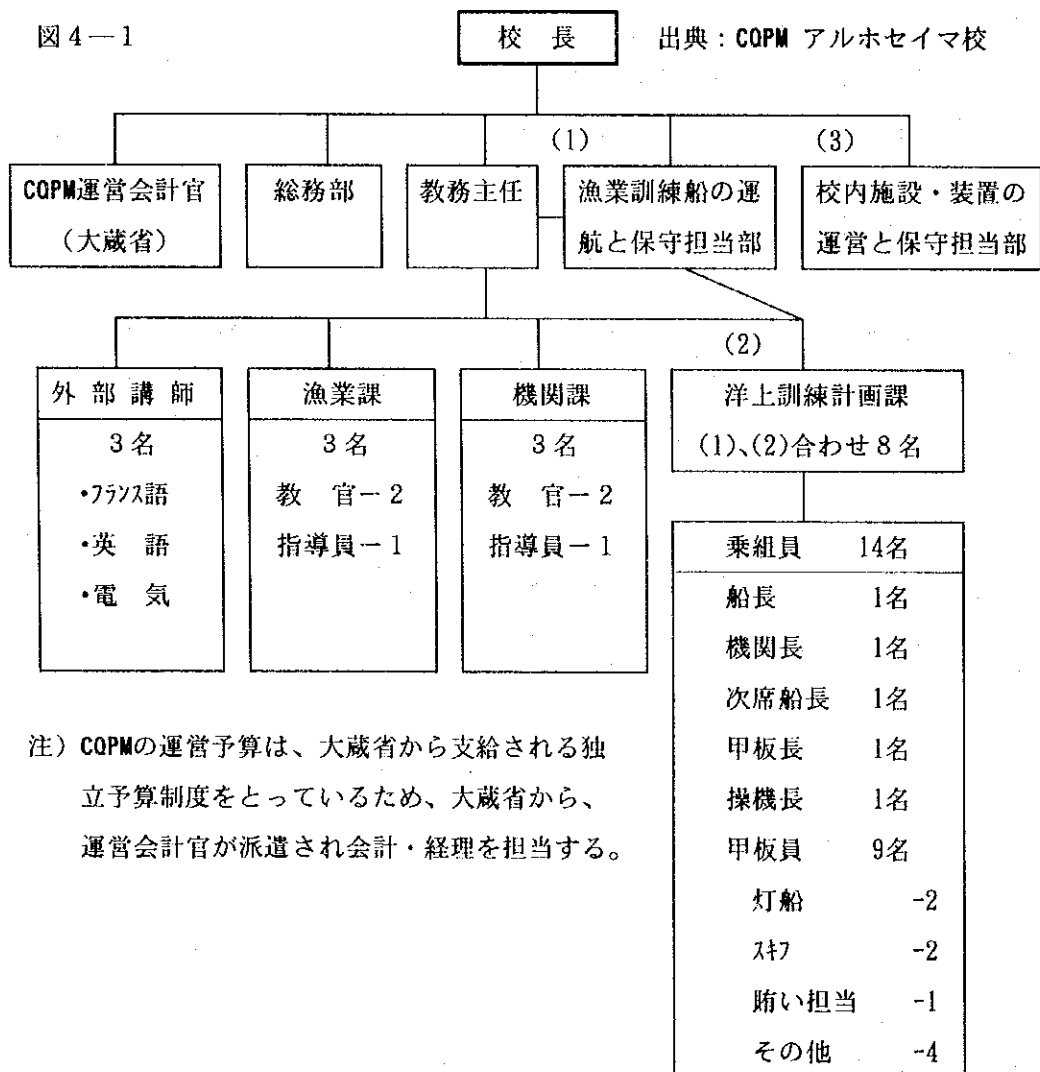 図4―1
校 長
出典：COPM アルホセイマ校
(1)
(3)
COPM運営会計官
（大蔵省）
総務部
教務主任
漁業訓練船の運
航と保守担当部
校内施設・装置の
運営と保守担当部
(2)
外 部 講 師
3名
・フランス語
・英 語
・電 気
漁業課
3名
教 官－2
指導員－1
機関課
3名
教 官－2
指導員－1
洋上訓練計画課
(1)、(2)合わせ8名
乗組員 14名
船長 1名
機関長 1名
次席船長 1名
甲板長 1名
操機長 1名
甲板員 9名
灯船 -2
スキフ -2
賄い担当 -1
その他 -4
注）COPMの運営予算は、大蔵省から支給される独
立予算制度をとっているため、大蔵省から、
運営会計官が派遣され会計・経理を担当する。